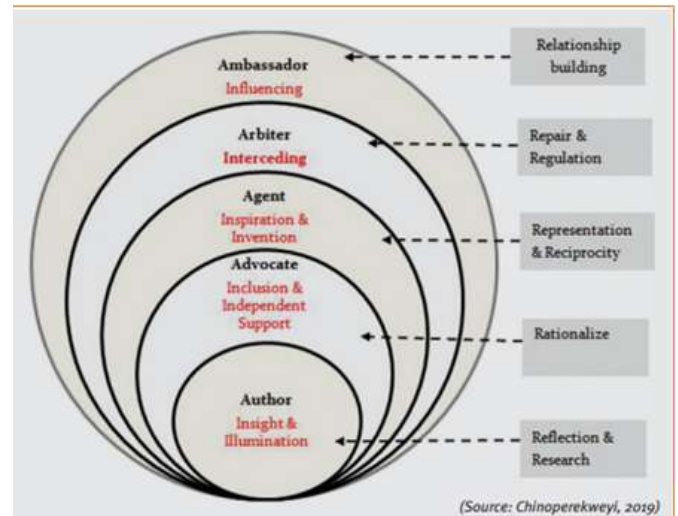 Ambassador
Influencing
Relationship
building
Arbiter
Interceding
Repair &
Regulation
Agent
Inspiration &
Invention
Representation
& Reciprocity
Advocate
Inclusion &
Independent
Support
Rationalize
Author
Insight &
Illumination
Reflection &
Research
(Source: Chinoperekweyi, 2019)